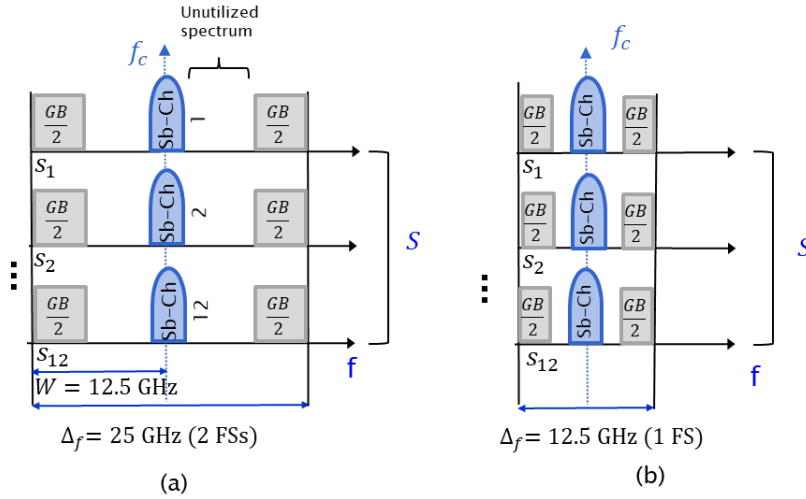 Unutilized
spectrum
f_c
GB/2 Sb-Ch 1 GB/2
s_1
GB/2 Sb-Ch 2 GB/2
s_2
S
GB/2 Sb-Ch 12 GB/2
s_12
f
W = 12.5 GHz
Δ_f = 25 GHz (2 FSs)
(a)
f_c
GB/2 Sb-Ch GB/2
s_1
GB/2 Sb-Ch GB/2
s_2
S
GB/2 Sb-Ch GB/2
s_12
f
Δ_f = 12.5 GHz (1 FS)
(b)